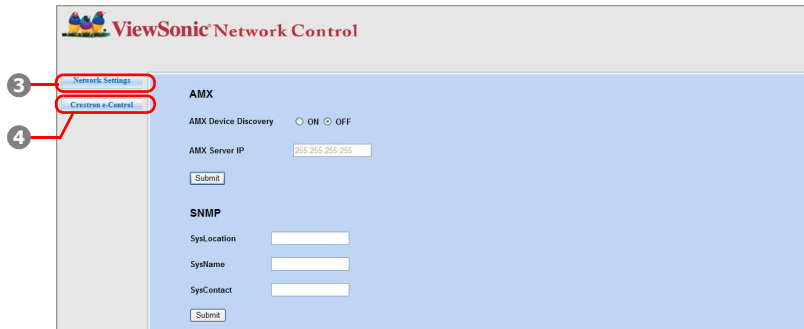 ViewSonic® Network Control
3
Network Settings
4
Crestron e-Control
AMX
AMX Device Discovery ON OFF
AMX Server IP 255.255.255.255
Submit
SNMP
SysLocation
SysName
SysContact
Submit